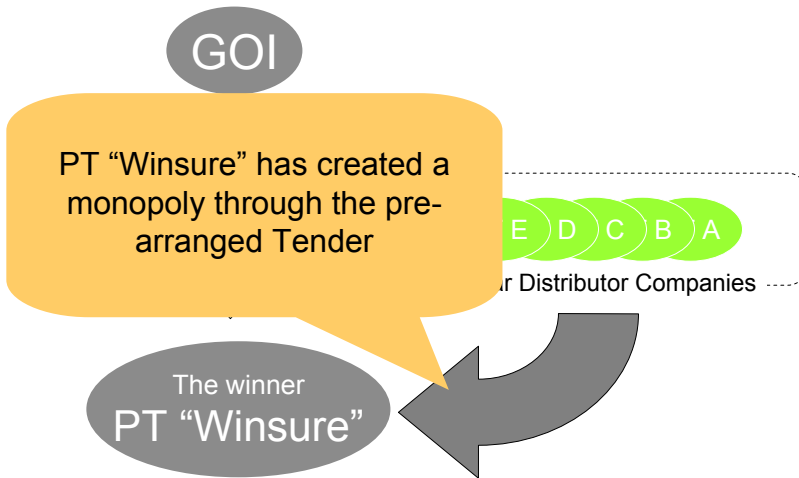 GOI
PT “Winsure” has created a
monopoly through the pre-
arranged Tender
E D C B A
Distributor Companies
The winner
PT “Winsure”